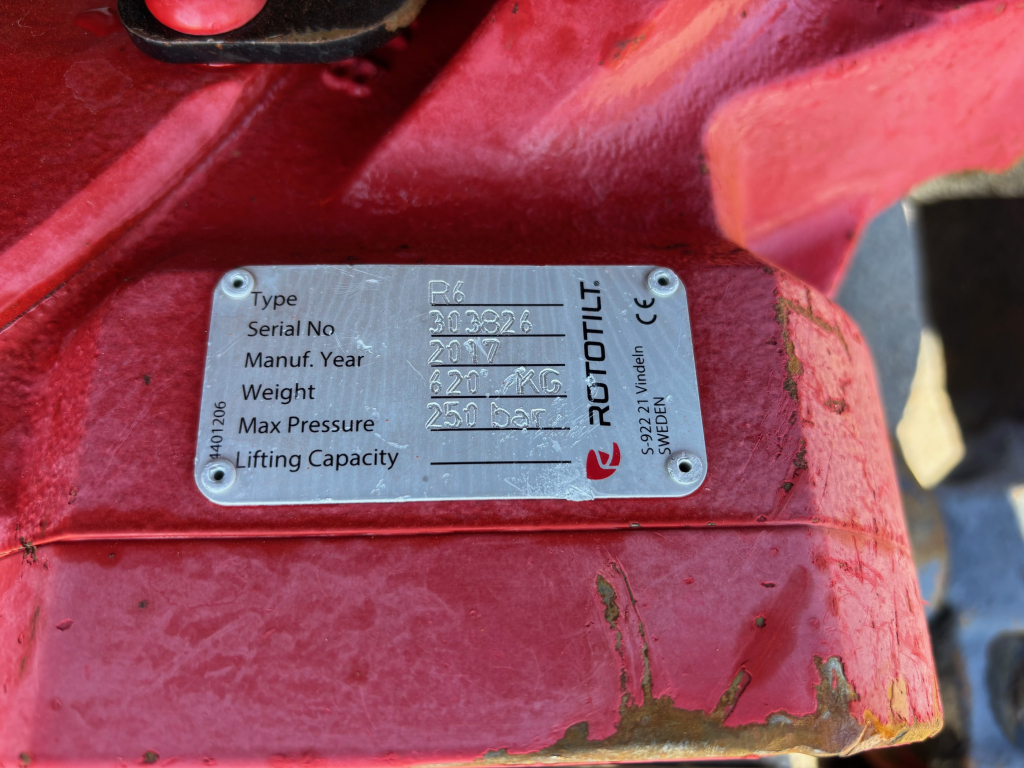 Type R6
Serial No 303826
Manuf. Year 2017
Weight 620 KG
Max Pressure 250 bar
Lifting Capacity
4401206
ROTOTILT®
CE
S-922 21 Vindeln
SWEDEN